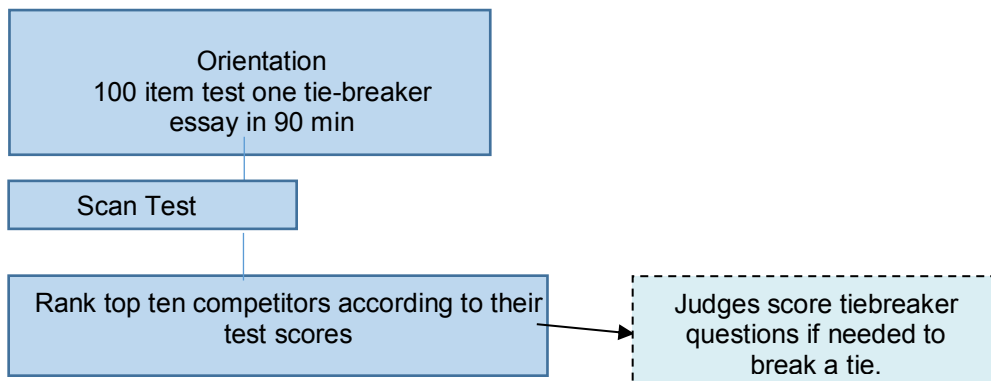 Orientation
100 item test one tie-breaker
essay in 90 min
Scan Test
Rank top ten competitors according to their
test scores
Judges score tiebreaker
questions if needed to
break a tie.